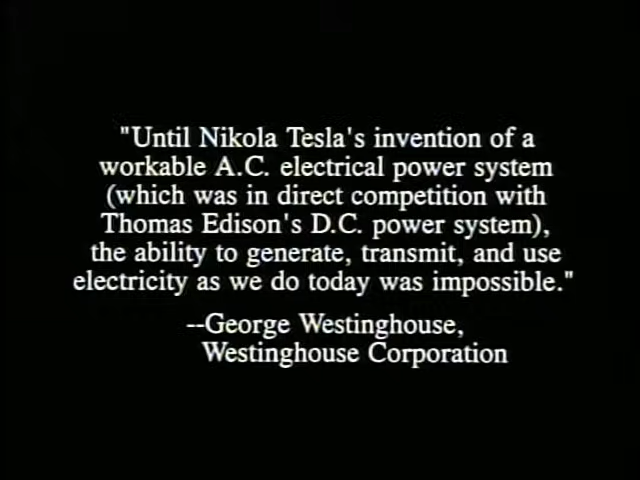 "Until Nikola Tesla's invention of a
workable A.C. electrical power system
(which was in direct competition with
Thomas Edison's D.C. power system),
the ability to generate, transmit, and use
electricity as we do today was impossible."
--George Westinghouse,
Westinghouse Corporation